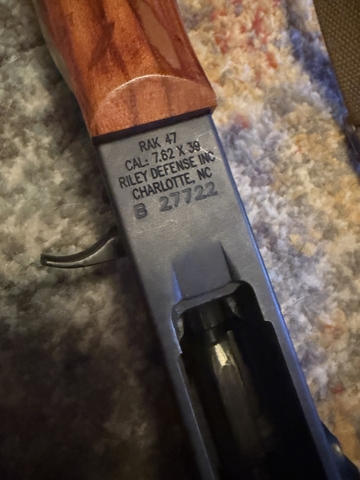 RAK 47
CAL: 7.62 X 39
RILEY DEFENSE INC
CHARLOTTE, NC
B 27722